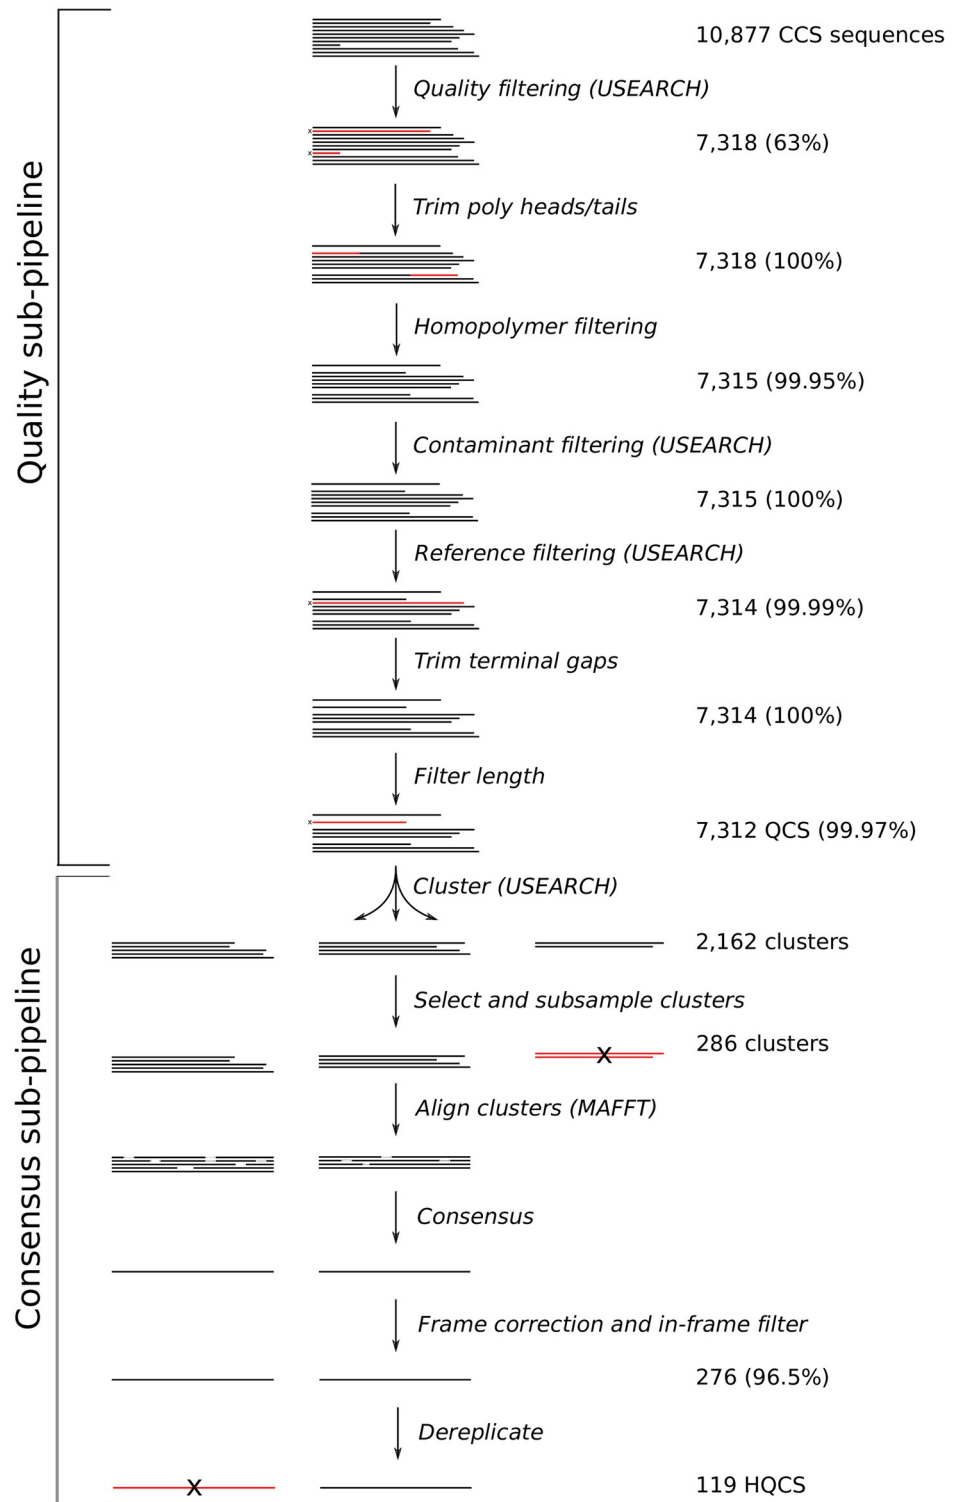 Quality sub-pipeline
10,877 CCS sequences
Quality filtering (USEARCH)
x
7,318 (63%)
x
Trim poly heads/tails
7,318 (100%)
Homopolymer filtering
7,315 (99.95%)
Contaminant filtering (USEARCH)
7,315 (100%)
Reference filtering (USEARCH)
x
7,314 (99.99%)
Trim terminal gaps
7,314 (100%)
Filter length
x
7,312 QCS (99.97%)
Consensus sub-pipeline
Cluster (USEARCH)
2,162 clusters
Select and subsample clusters
286 clusters
X
Align clusters (MAFFT)
Consensus
Frame correction and in-frame filter
276 (96.5%)
Dereplicate
X
119 HQCS